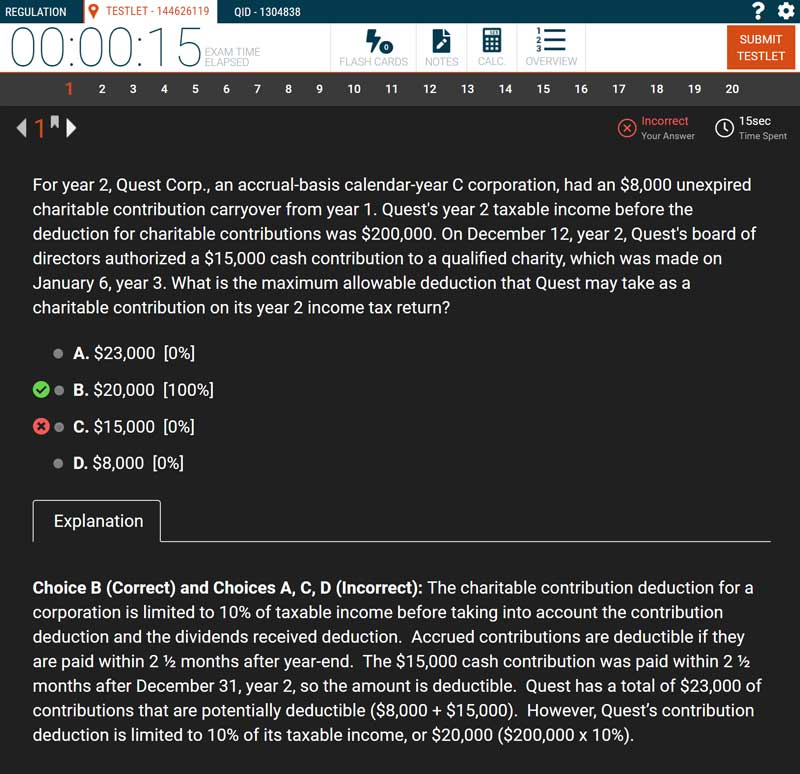 REGULATION TESTLET - 144626119 QID - 1304838 ?
00:00:15 EXAM TIME ELAPSED
0
FLASH CARDS NOTES CALC. OVERVIEW
1
2
3
SUBMIT
TESTLET
1 2 3 4 5 6 7 8 9 10 11 12 13 14 15 16 17 18 19 20
1
Incorrect
Your Answer
15sec
Time Spent
For year 2, Quest Corp., an accrual-basis calendar-year C corporation, had an $8,000 unexpired
charitable contribution carryover from year 1. Quest's year 2 taxable income before the
deduction for charitable contributions was $200,000. On December 12, year 2, Quest's board of
directors authorized a $15,000 cash contribution to a qualified charity, which was made on
January 6, year 3. What is the maximum allowable deduction that Quest may take as a
charitable contribution on its year 2 income tax return?
A. $23,000 [0%]
B. $20,000 [100%]
C. $15,000 [0%]
D. $8,000 [0%]
Explanation
Choice B (Correct) and Choices A, C, D (Incorrect): The charitable contribution deduction for a
corporation is limited to 10% of taxable income before taking into account the contribution
deduction and the dividends received deduction. Accrued contributions are deductible if they
are paid within 2 ½ months after year-end. The $15,000 cash contribution was paid within 2 ½
months after December 31, year 2, so the amount is deductible. Quest has a total of $23,000 of
contributions that are potentially deductible ($8,000 + $15,000). However, Quest’s contribution
deduction is limited to 10% of its taxable income, or $20,000 ($200,000 x 10%).